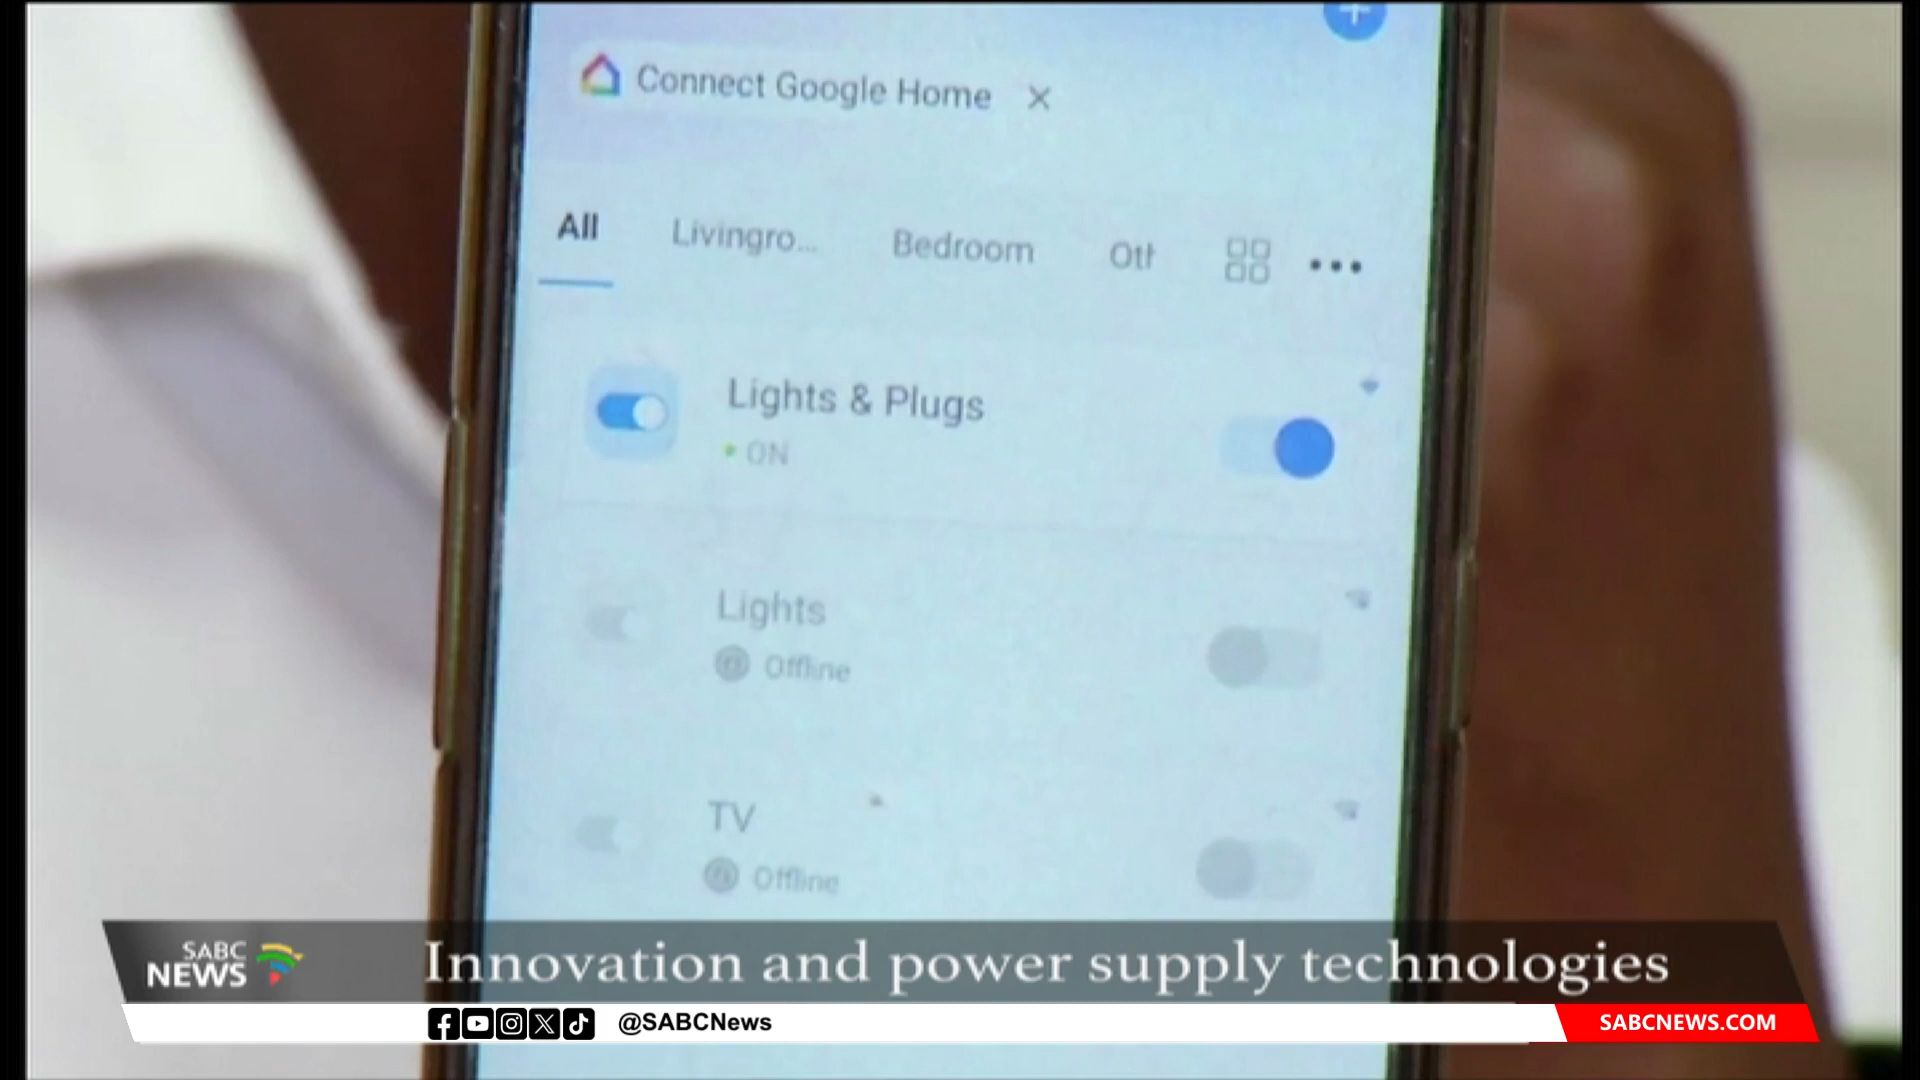 Connect Google Home
All Livingro... Bedroom Oth
Lights & Plugs
ON
Lights
Offline
TV
Offline
SABC
NEWS
Innovation and power supply technologies
@SABCNews
SABCNEWS.COM